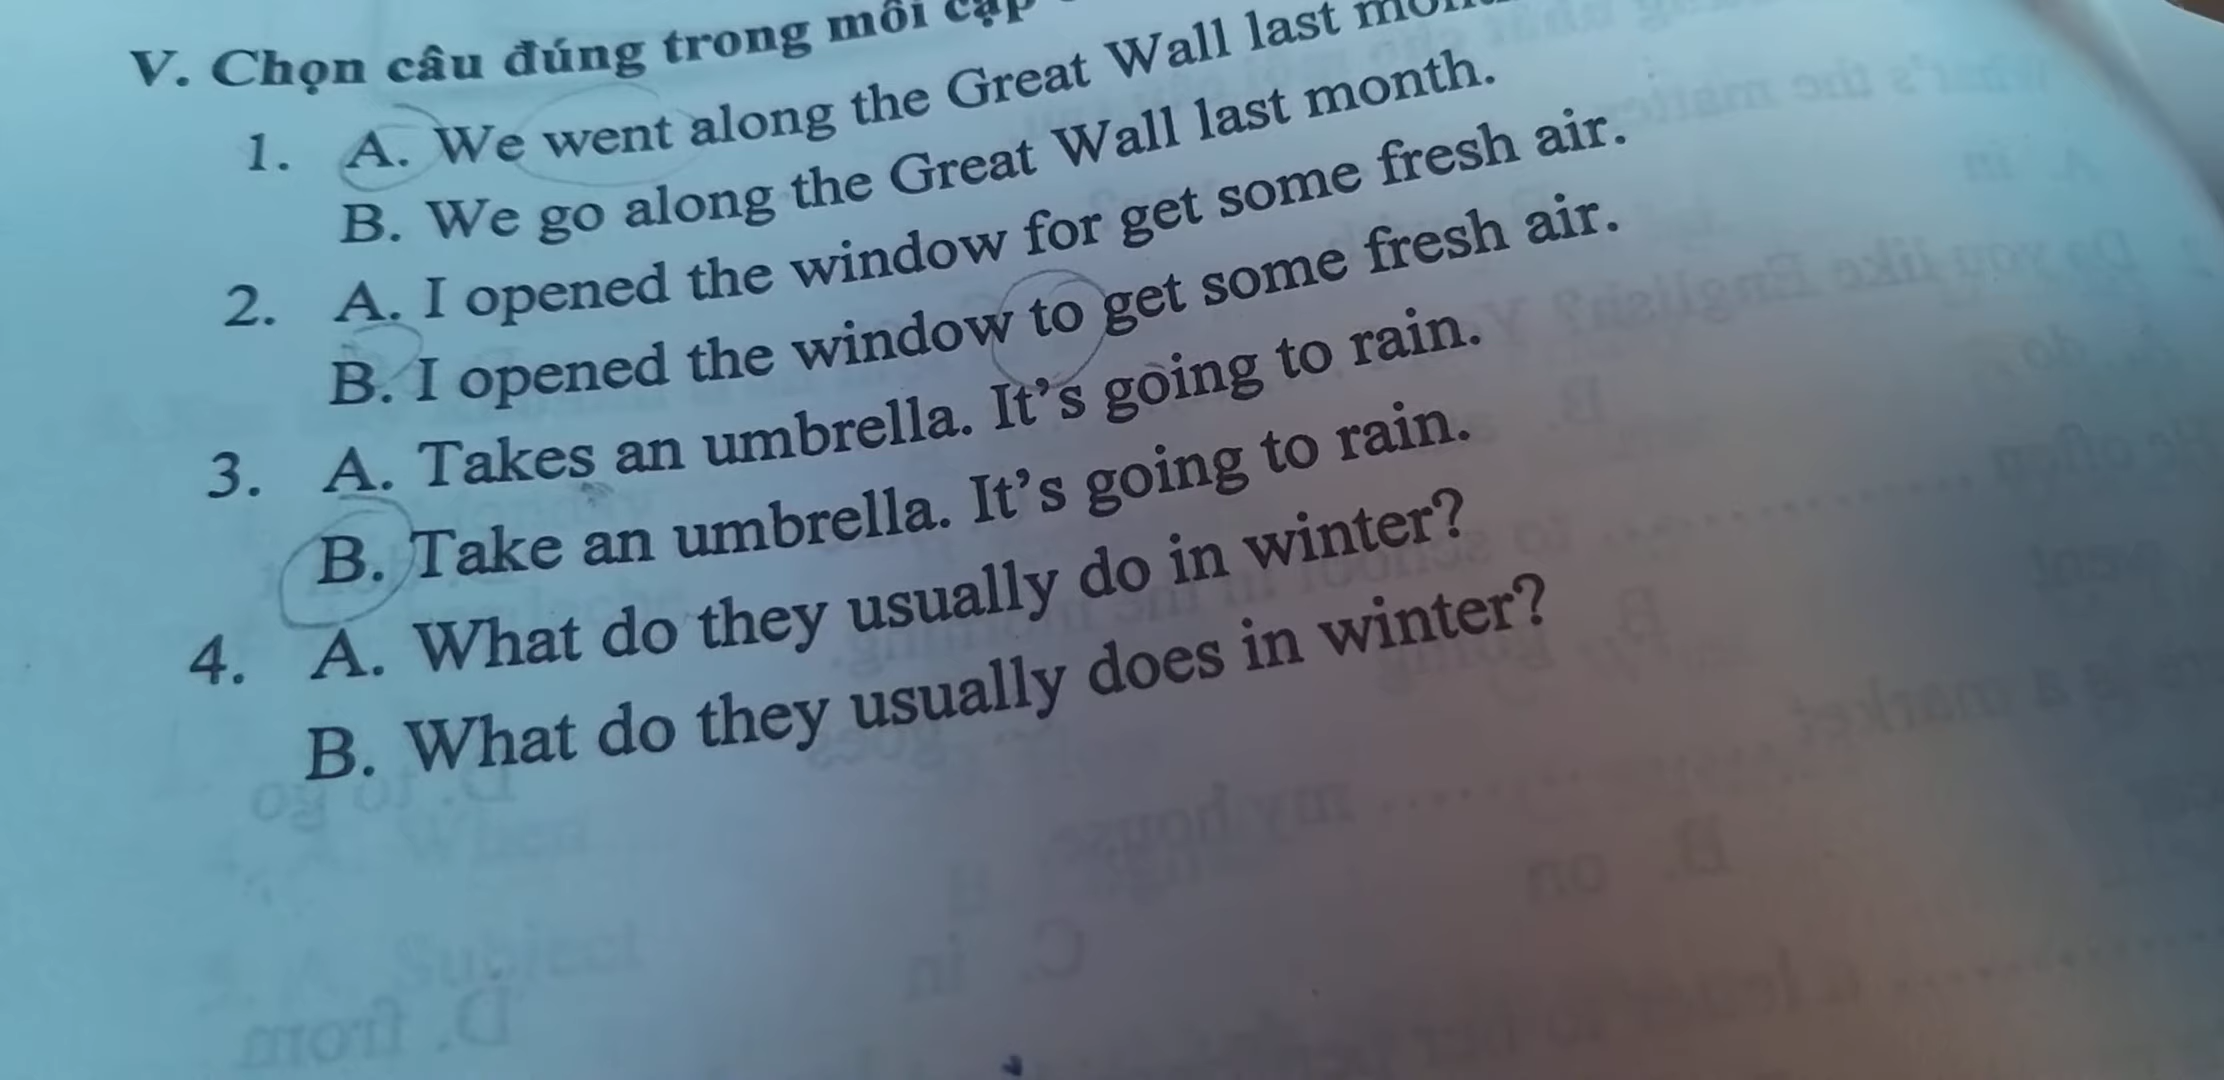 V. Chọn câu đúng trong mỗi cặp
1. A. We went along the Great Wall last
B. We go along the Great Wall last month.
2. A. I opened the window for get some fresh air.
B. I opened the window to get some fresh air.
3. A. Takes an umbrella. It's going to rain.
B. Take an umbrella. It's going to rain.
4. A. What do they usually do in winter?
B. What do they usually does in winter?